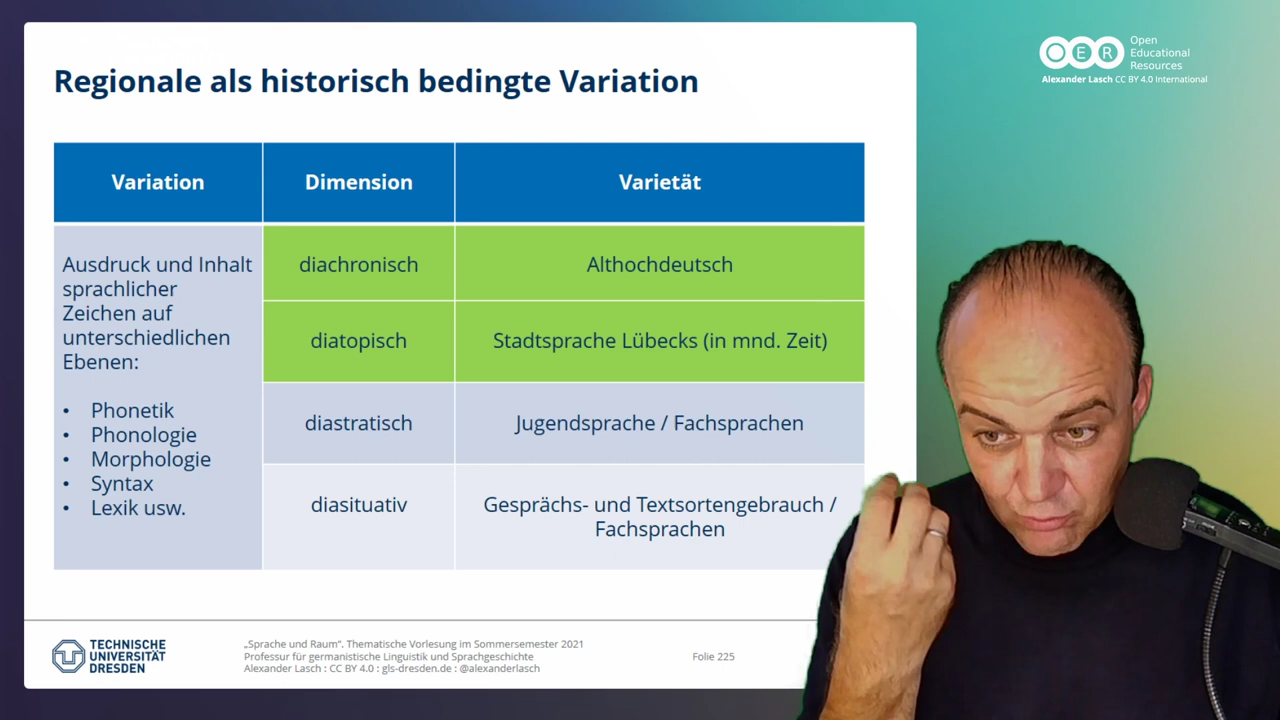 Regionale als historisch bedingte Variation
Variation
Dimension
Varietät
Ausdruck und Inhalt
sprachlicher
Zeichen auf
unterschiedlichen
Ebenen:
• Phonetik
• Phonologie
• Morphologie
• Syntax
• Lexik usw.
diachronisch
Althochdeutsch
diatopisch
Stadtsprache Lübecks (in mnd. Zeit)
diastratisch
Jugendsprache / Fachsprachen
diasituativ
Gesprächs- und Textsortengebrauch /
Fachsprachen
TECHNISCHE
UNIVERSITÄT
DRESDEN
„Sprache und Raum“. Thematische Vorlesung im Sommersemester 2021
Professur für germanistische Linguistik und Sprachgeschichte
Alexander Lasch : CC BY 4.0 : gls-dresden.de : @alexanderlasch
Folie 225
OER
Open
Educational
Resources
Alexander Lasch CC BY 4.0 International